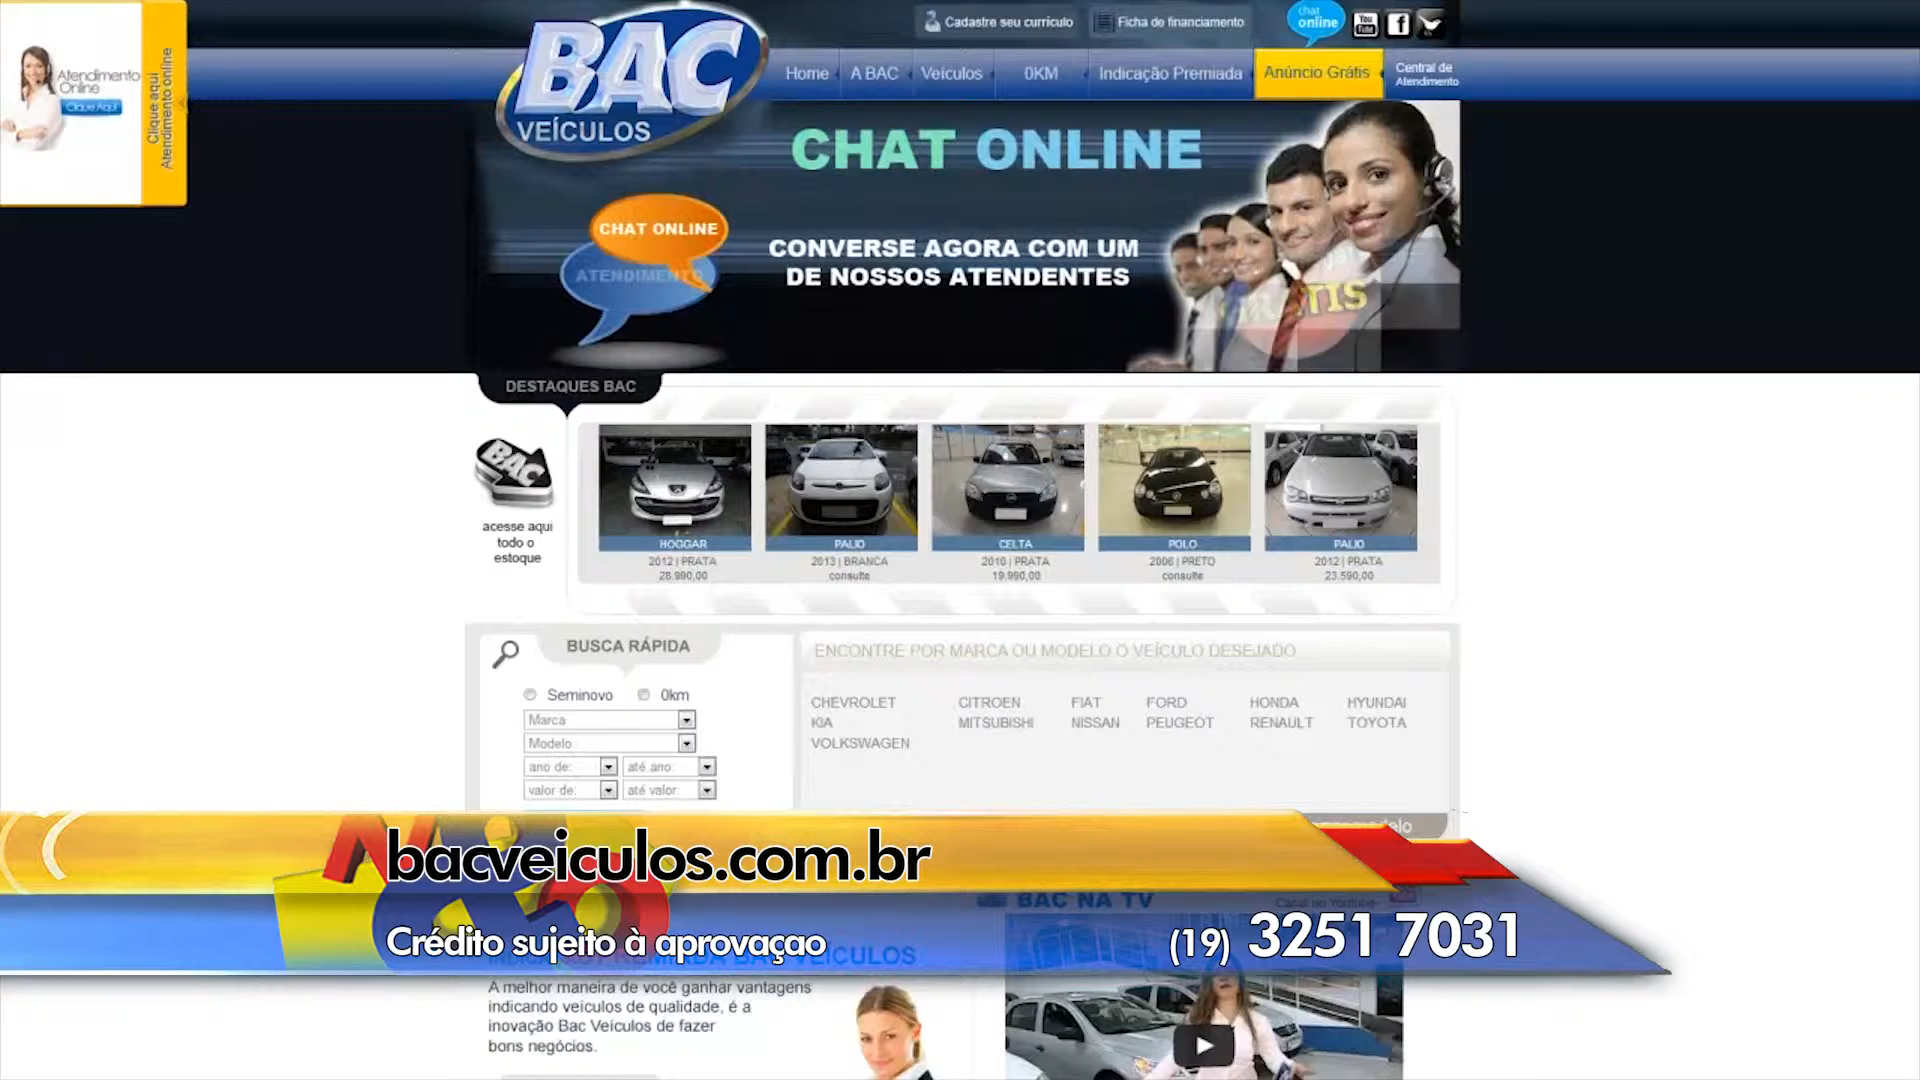 Atendimento
Online
Clique Aqui
Clique aqui
Atendimento online
BAC
VEÍCULOS
Cadastre seu currículo
Ficha de financiamento
chat
online
You
Tube
f
Home
A BAC
Veículos
0KM
Indicação Premiada
Anúncio Grátis
Central de
Atendimento
CHAT ONLINE
CHAT ONLINE
ATENDIMENTO
CONVERSE AGORA COM UM
DE NOSSOS ATENDENTES
DESTAQUES BAC
BAC
acesse aqui
todo o
estoque
HOGGAR
2012 | PRATA
28.990,00
PALIO
2013 | BRANCA
consulte
CELTA
2010 | PRATA
19.990,00
POLO
2006 | PRETO
consulte
PALIO
2012 | PRATA
23.590,00
BUSCA RÁPIDA
Seminovo
0km
Marca
Modelo
ano de:
até ano:
valor de:
até valor:
ENCONTRE POR MARCA OU MODELO O VEÍCULO DESEJADO
CHEVROLET CITROEN FIAT FORD HONDA HYUNDAI
KIA MITSUBISHI NISSAN PEUGEOT RENAULT TOYOTA
VOLKSWAGEN
bacveiculos.com.br
Crédito sujeito à aprovaçao
(19) 3251 7031
BAC NA TV
Canal no Youtube
A melhor maneira de você ganhar vantagens
indicando veículos de qualidade, é a
inovação Bac Veículos de fazer
bons negócios.